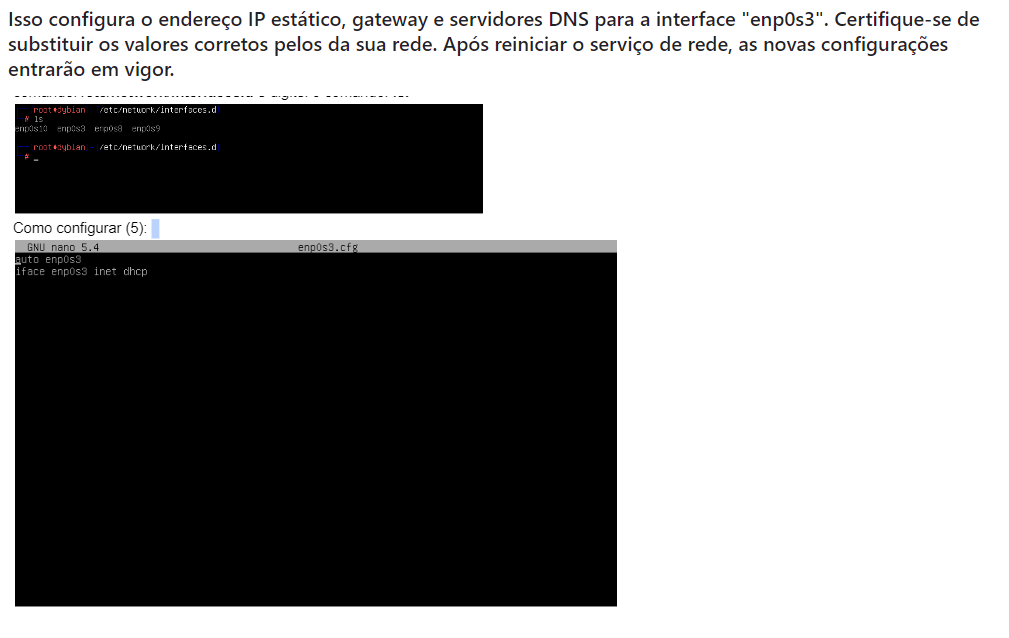 Isso configura o endereço IP estático, gateway e servidores DNS para a interface "enp0s3". Certifique-se de
substituir os valores corretos pelos da sua rede. Após reiniciar o serviço de rede, as novas configurações
entrarão em vigor.
root dybian /etc/network/interfaces.d
# ls
enp0s10 enp0s3 enp0s8 enp0s9
root dybian /etc/network/interfaces.d
# _
Como configurar (5):
GNU nano 5.4 enp0s3.cfg
auto enp0s3
iface enp0s3 inet dhcp